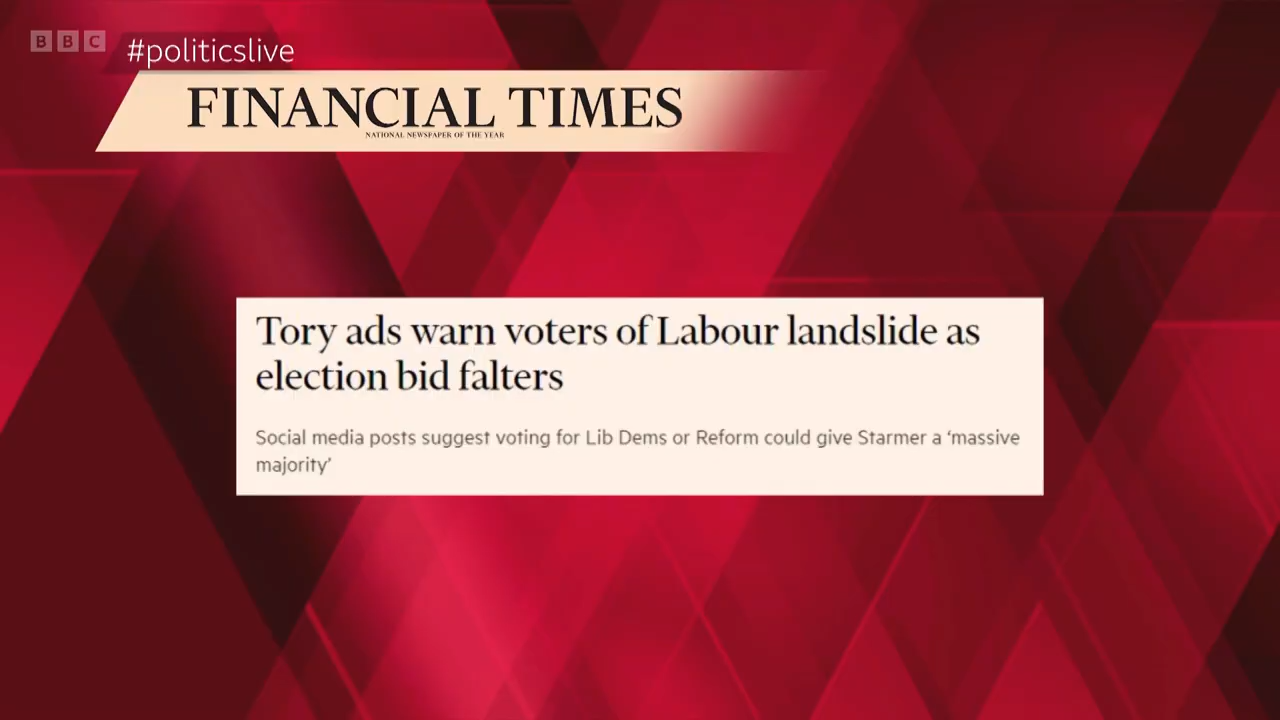 BBC
#politicslive
FINANCIAL TIMES
NATIONAL NEWSPAPER OF THE YEAR
Tory ads warn voters of Labour landslide as
election bid falters
Social media posts suggest voting for Lib Dems or Reform could give Starmer a ‘massive
majority’